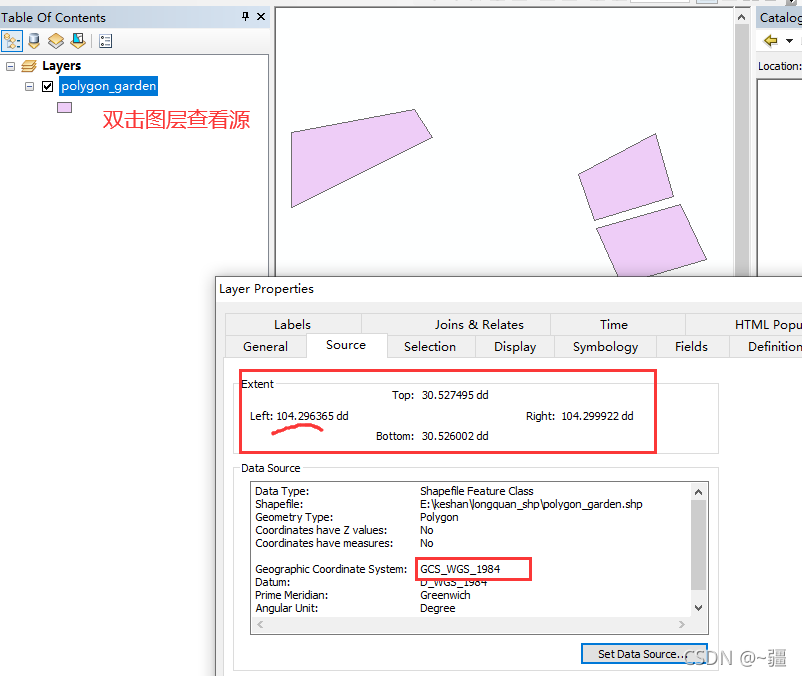 Table Of Contents
Catalog
Location:
Layers
polygon_garden
双击图层查看源
Layer Properties
Labels
Joins & Relates
Time
HTML Popu
General
Source
Selection
Display
Symbology
Fields
Definition
Extent
Top: 30.527495 dd
Left: 104.296365 dd
Right: 104.299922 dd
Bottom: 30.526002 dd
Data Source
Data Type: Shapefile Feature Class
Shapefile: E:\keshan\longquan_shp\polygon_garden.shp
Geometry Type: Polygon
Coordinates have Z values: No
Coordinates have measures: No
Geographic Coordinate System: GCS_WGS_1984
Datum: D_WGS_1984
Prime Meridian: Greenwich
Angular Unit: Degree
Set Data Source...
CSDN @~疆